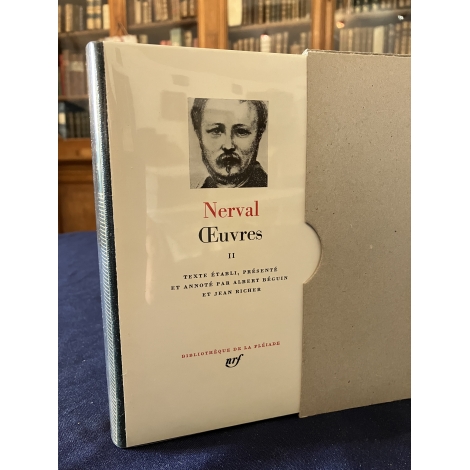 Nerval
Œuvres
II
TEXTE ÉTABLI, PRÉSENTÉ
ET ANNOTÉ PAR ALBERT BÉGUIN
ET JEAN RICHER
BIBLIOTHÈQUE DE LA PLÉIADE
nrf